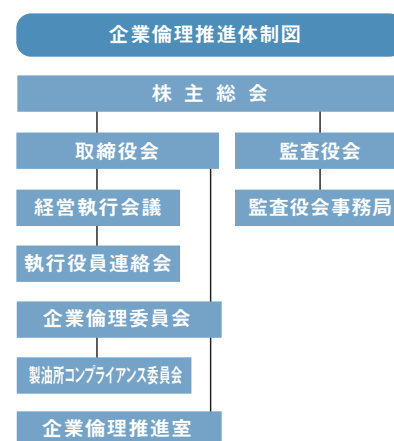 企業倫理推進体制図
株主総会
取締役会
監査役会
経営執行会議
監査役会事務局
執行役員連絡会
企業倫理委員会
製油所コンプライアンス委員会
企業倫理推進室